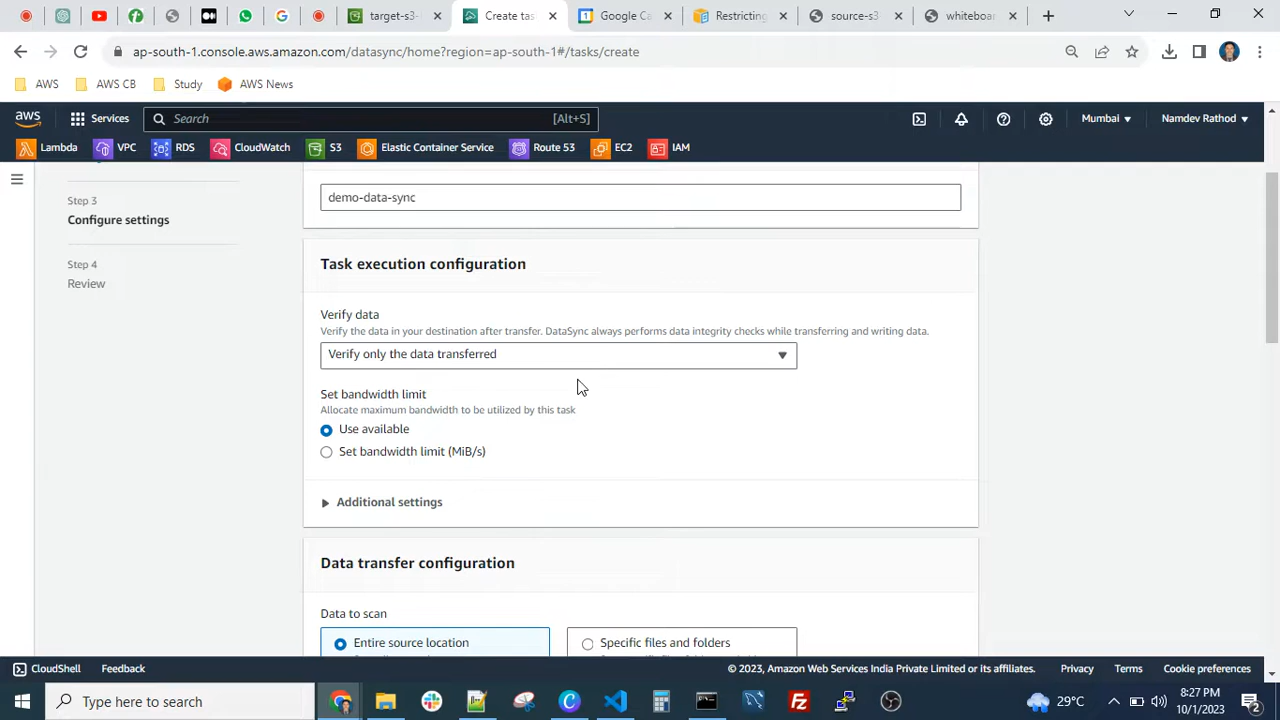 target-s3-
Create tas
Google Ca
Restricting
source-s3
whiteboar
ap-south-1.console.aws.amazon.com/datasync/home?region=ap-south-1#/tasks/create
AWS
AWS CB
Study
AWS News
aws
Services
Search
[Alt+S]
Mumbai
Namdev Rathod
Lambda
VPC
RDS
CloudWatch
S3
Elastic Container Service
Route 53
EC2
IAM
Step 3
Configure settings
Step 4
Review
demo-data-sync
Task execution configuration
Verify data
Verify the data in your destination after transfer. DataSync always performs data integrity checks while transferring and writing data.
Verify only the data transferred
Set bandwidth limit
Allocate maximum bandwidth to be utilized by this task
Use available
Set bandwidth limit (MiB/s)
Additional settings
Data transfer configuration
Data to scan
Entire source location
Specific files and folders
CloudShell
Feedback
© 2023, Amazon Web Services India Private Limited or its affiliates.
Privacy
Terms
Cookie preferences
Type here to search
29°C
8:27 PM
10/1/2023
2